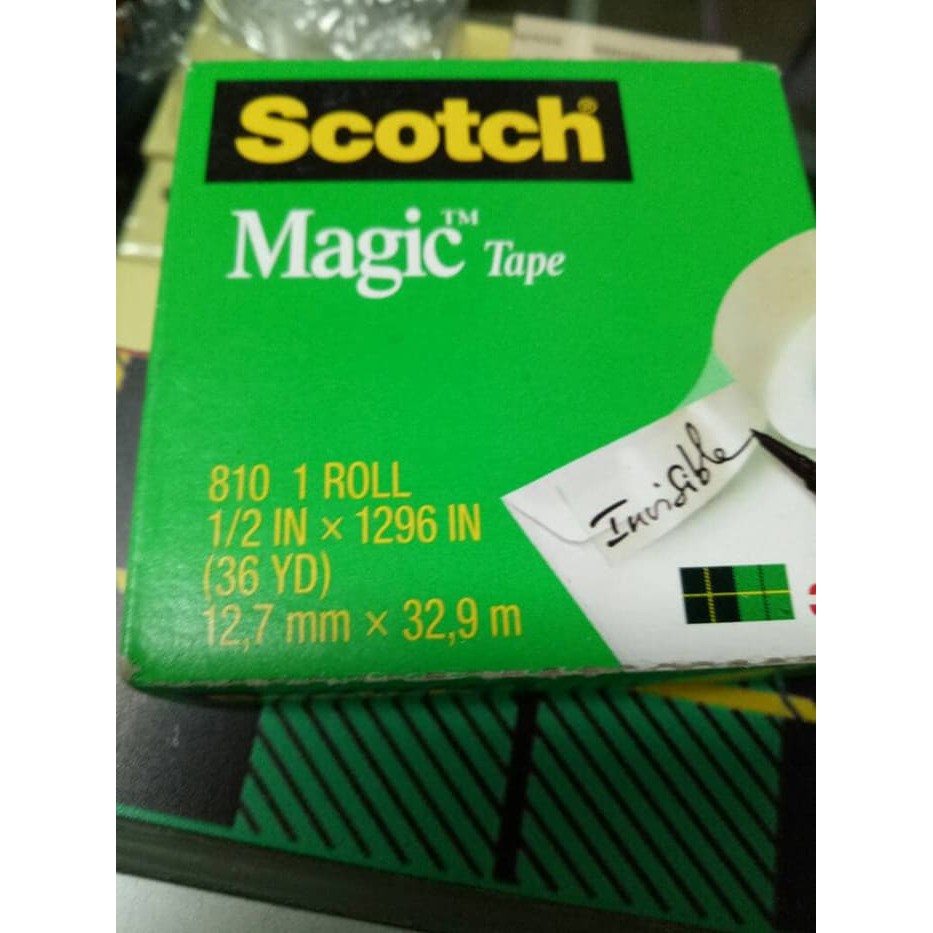 Scotch®
Magic™ Tape
810 1 ROLL
1/2 IN × 1296 IN
(36 YD)
12,7 mm × 32,9 m
Invisible